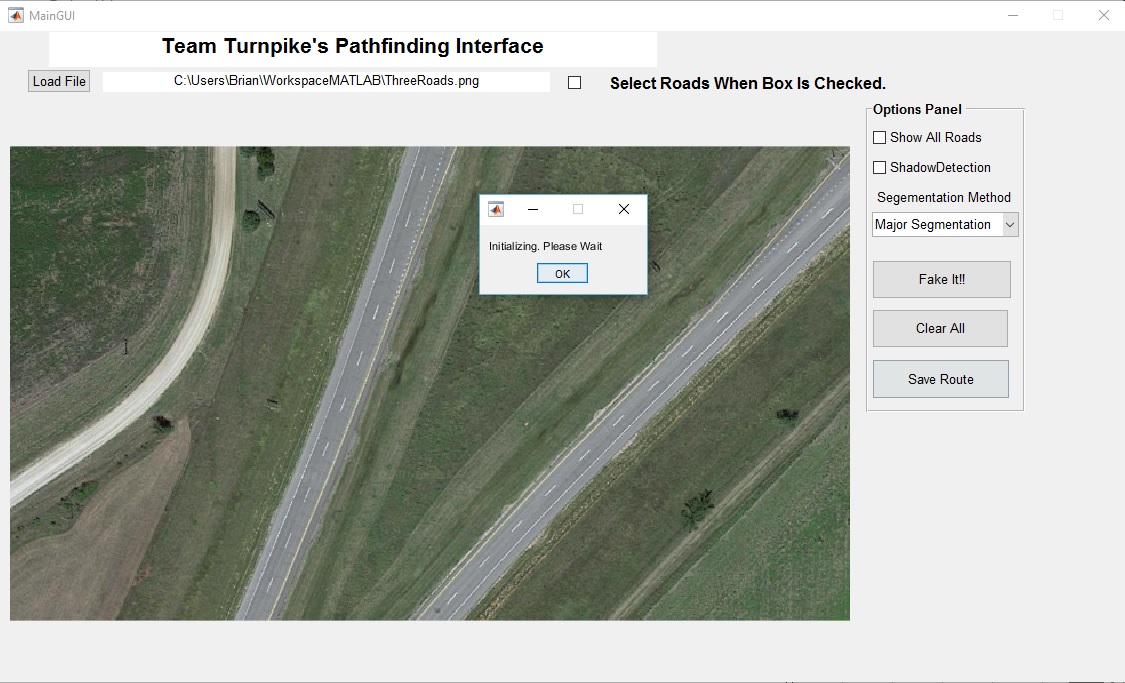 MainGUI
Team Turnpike's Pathfinding Interface
Load File
C:\Users\Brian\WorkspaceMATLAB\ThreeRoads.png
Select Roads When Box Is Checked.
Options Panel
Show All Roads
ShadowDetection
Segementation Method
Major Segmentation
Fake It!!
Clear All
Save Route
Initializing. Please Wait
OK